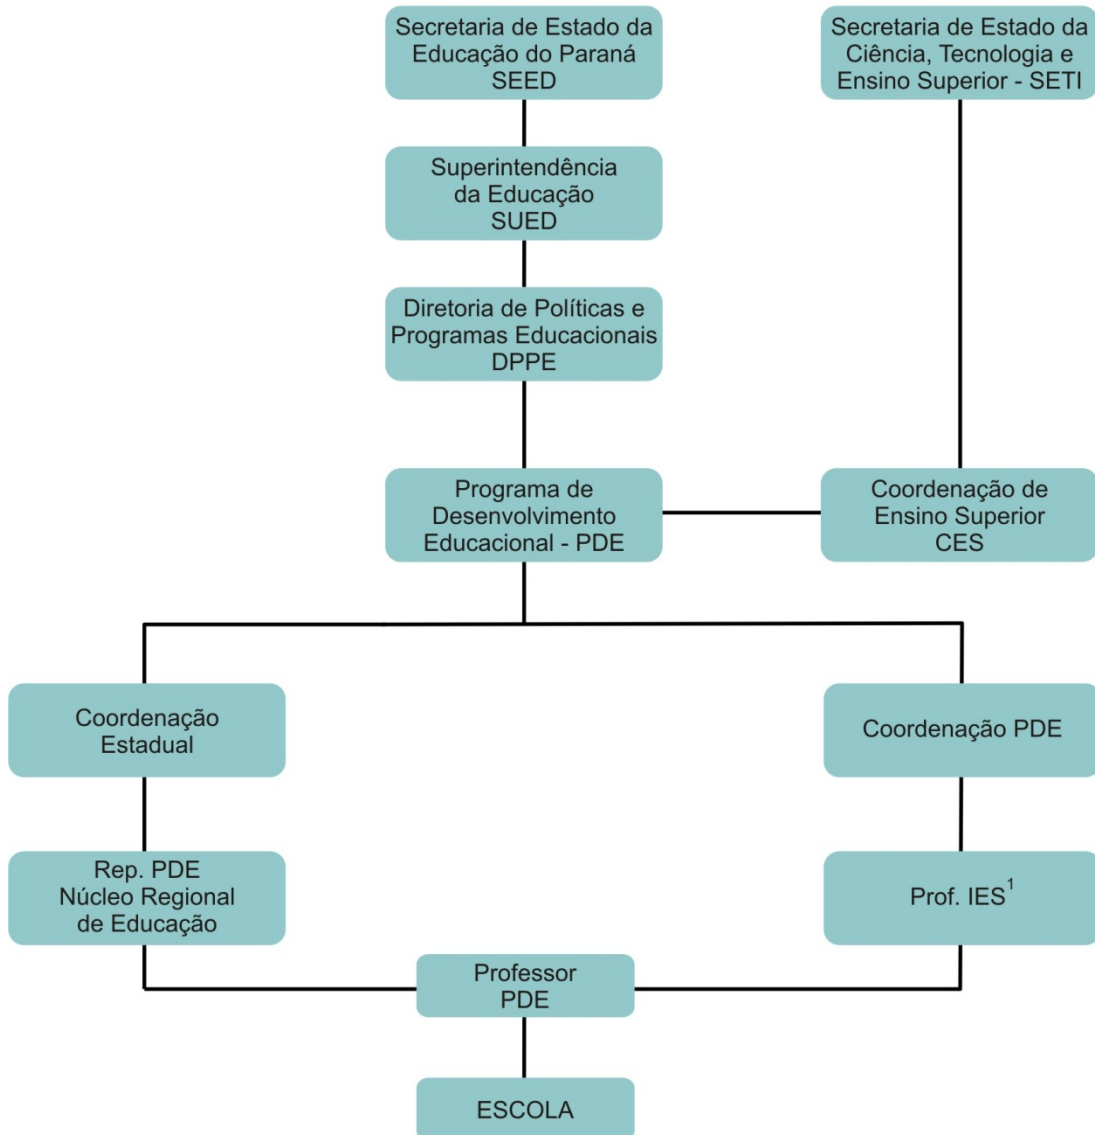 Secretaria de Estado da
Educação do Paraná
SEED
Secretaria de Estado da
Ciência, Tecnologia e
Ensino Superior - SETI
Superintendência
da Educação
SUED
Diretoria de Políticas e
Programas Educacionais
DPPE
Programa de
Desenvolvimento
Educacional - PDE
Coordenação de
Ensino Superior
CES
Coordenação
Estadual
Coordenação PDE
Rep. PDE
Núcleo Regional
de Educação
Prof. IES¹
Professor
PDE
ESCOLA